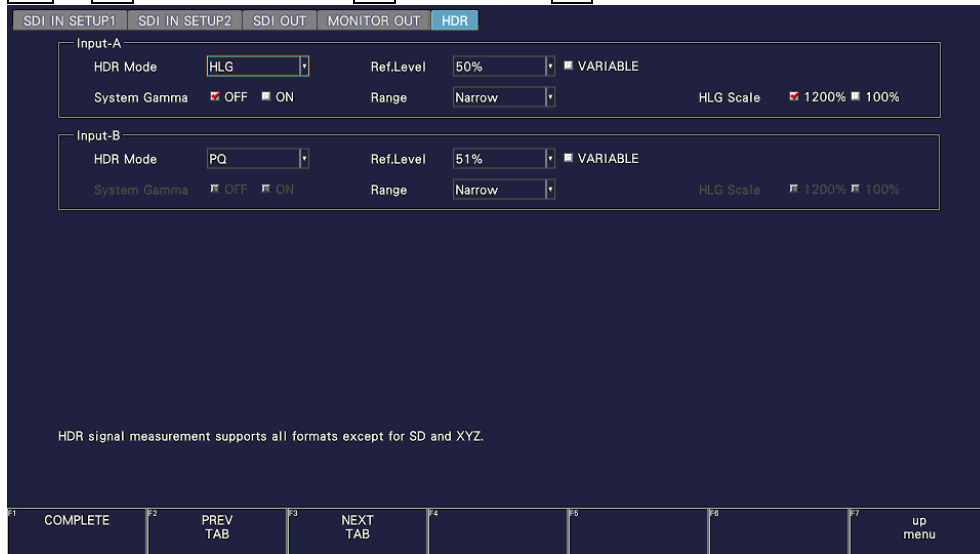 SDI IN SETUP1 SDI IN SETUP2 SDI OUT MONITOR OUT HDR
Input-A
HDR Mode HLG Ref.Level 50% VARIABLE
System Gamma OFF ON Range Narrow HLG Scale 1200% 100%
Input-B
HDR Mode PQ Ref.Level 51% VARIABLE
System Gamma OFF ON Range Narrow HLG Scale 1200% 100%
HDR signal measurement supports all formats except for SD and XYZ.
F1 COMPLETE F2 PREV F3 NEXT F4 F5 F6 F7 up
TAB TAB menu